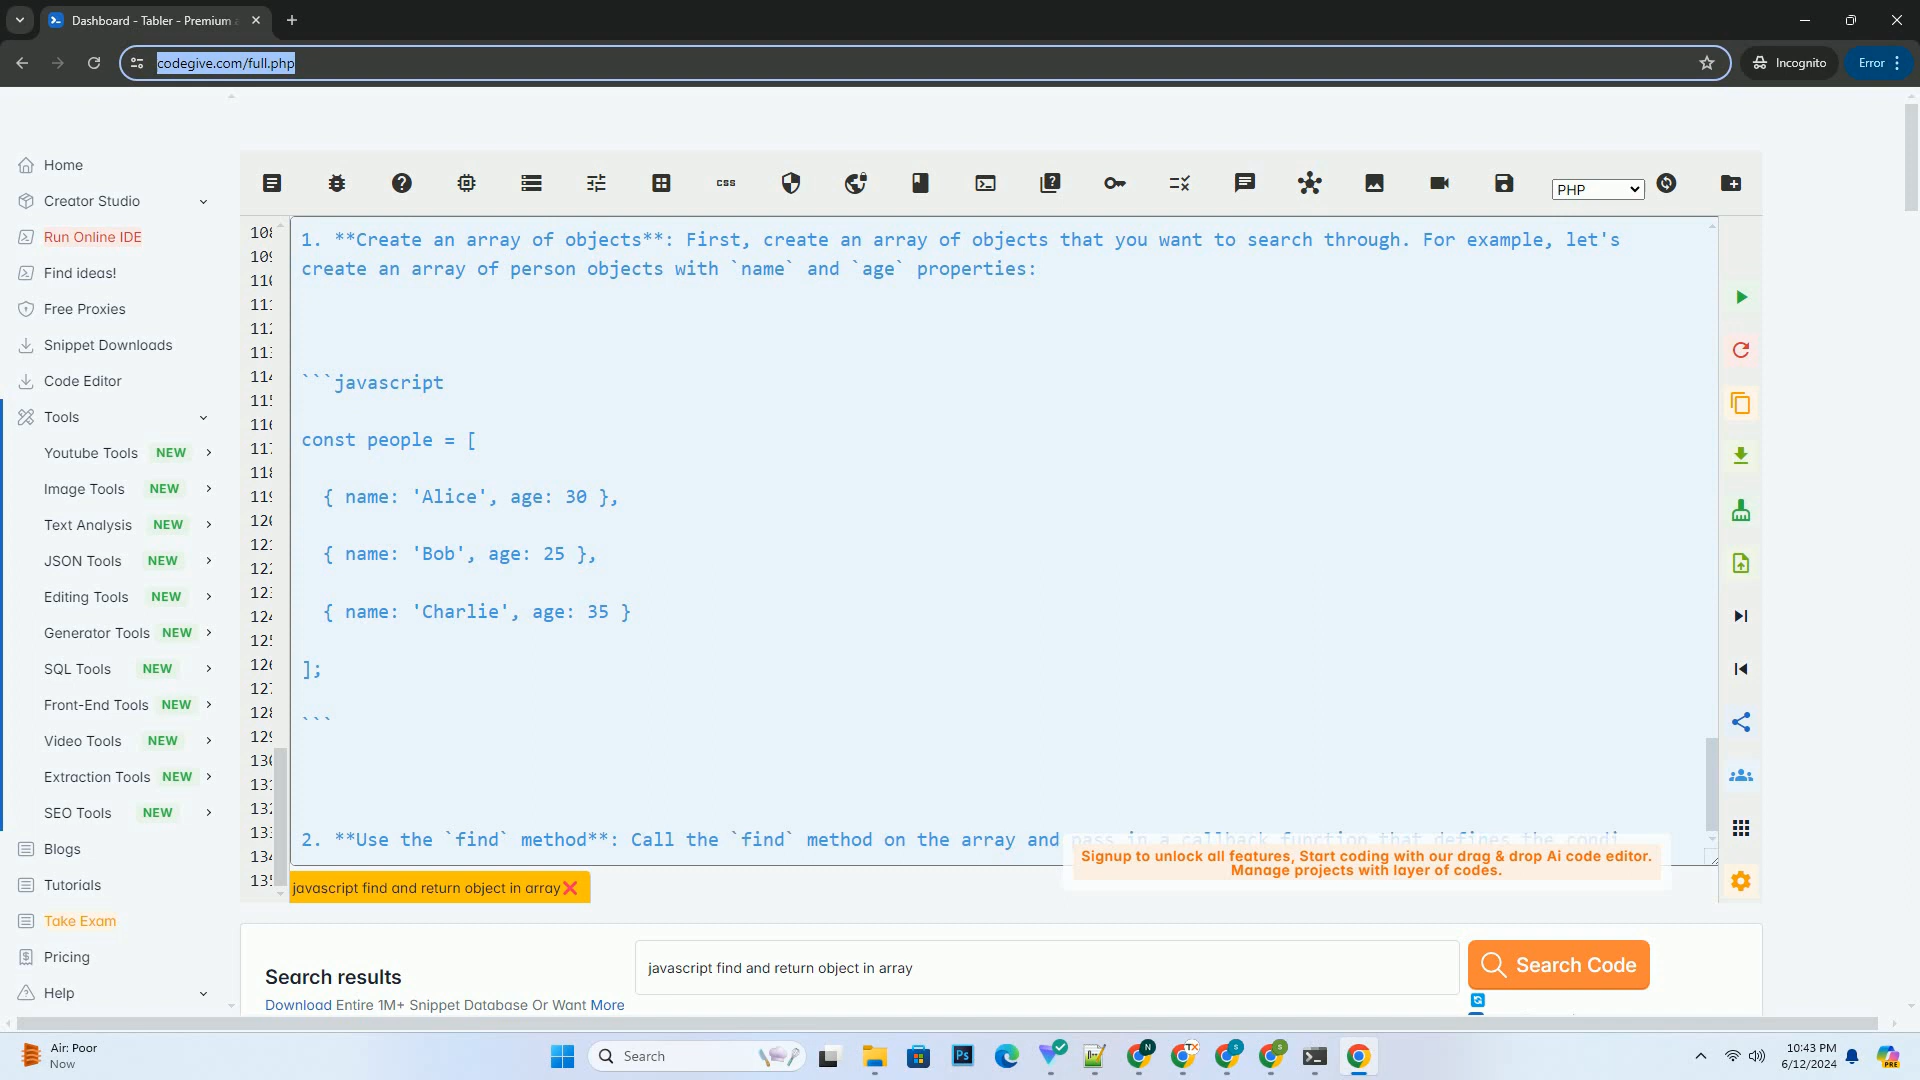 Dashboard - Tabler - Premium
codegive.com/full.php
Incognito
Error
Home
Creator Studio
Run Online IDE
Find ideas!
Free Proxies
Snippet Downloads
Code Editor
Tools
Youtube Tools NEW
Image Tools NEW
Text Analysis NEW
JSON Tools NEW
Editing Tools NEW
Generator Tools NEW
SQL Tools NEW
Front-End Tools NEW
Video Tools NEW
Extraction Tools NEW
SEO Tools NEW
Blogs
Tutorials
Take Exam
Pricing
Help
css
PHP
1. **Create an array of objects**: First, create an array of objects that you want to search through. For example, let's
create an array of person objects with `name` and `age` properties:
```javascript
const people = [
{ name: 'Alice', age: 30 },
{ name: 'Bob', age: 25 },
{ name: 'Charlie', age: 35 }
];
```
2. **Use the `find` method**: Call the `find` method on the array and pass in a callback function that defines the condi
Signup to unlock all features, Start coding with our drag & drop Ai code editor.
Manage projects with layer of codes.
javascript find and return object in array
Search results
javascript find and return object in array
Search Code
Download Entire 1M+ Snippet Database Or Want More
Air: Poor
Now
Search
Ps
10:43 PM
6/12/2024